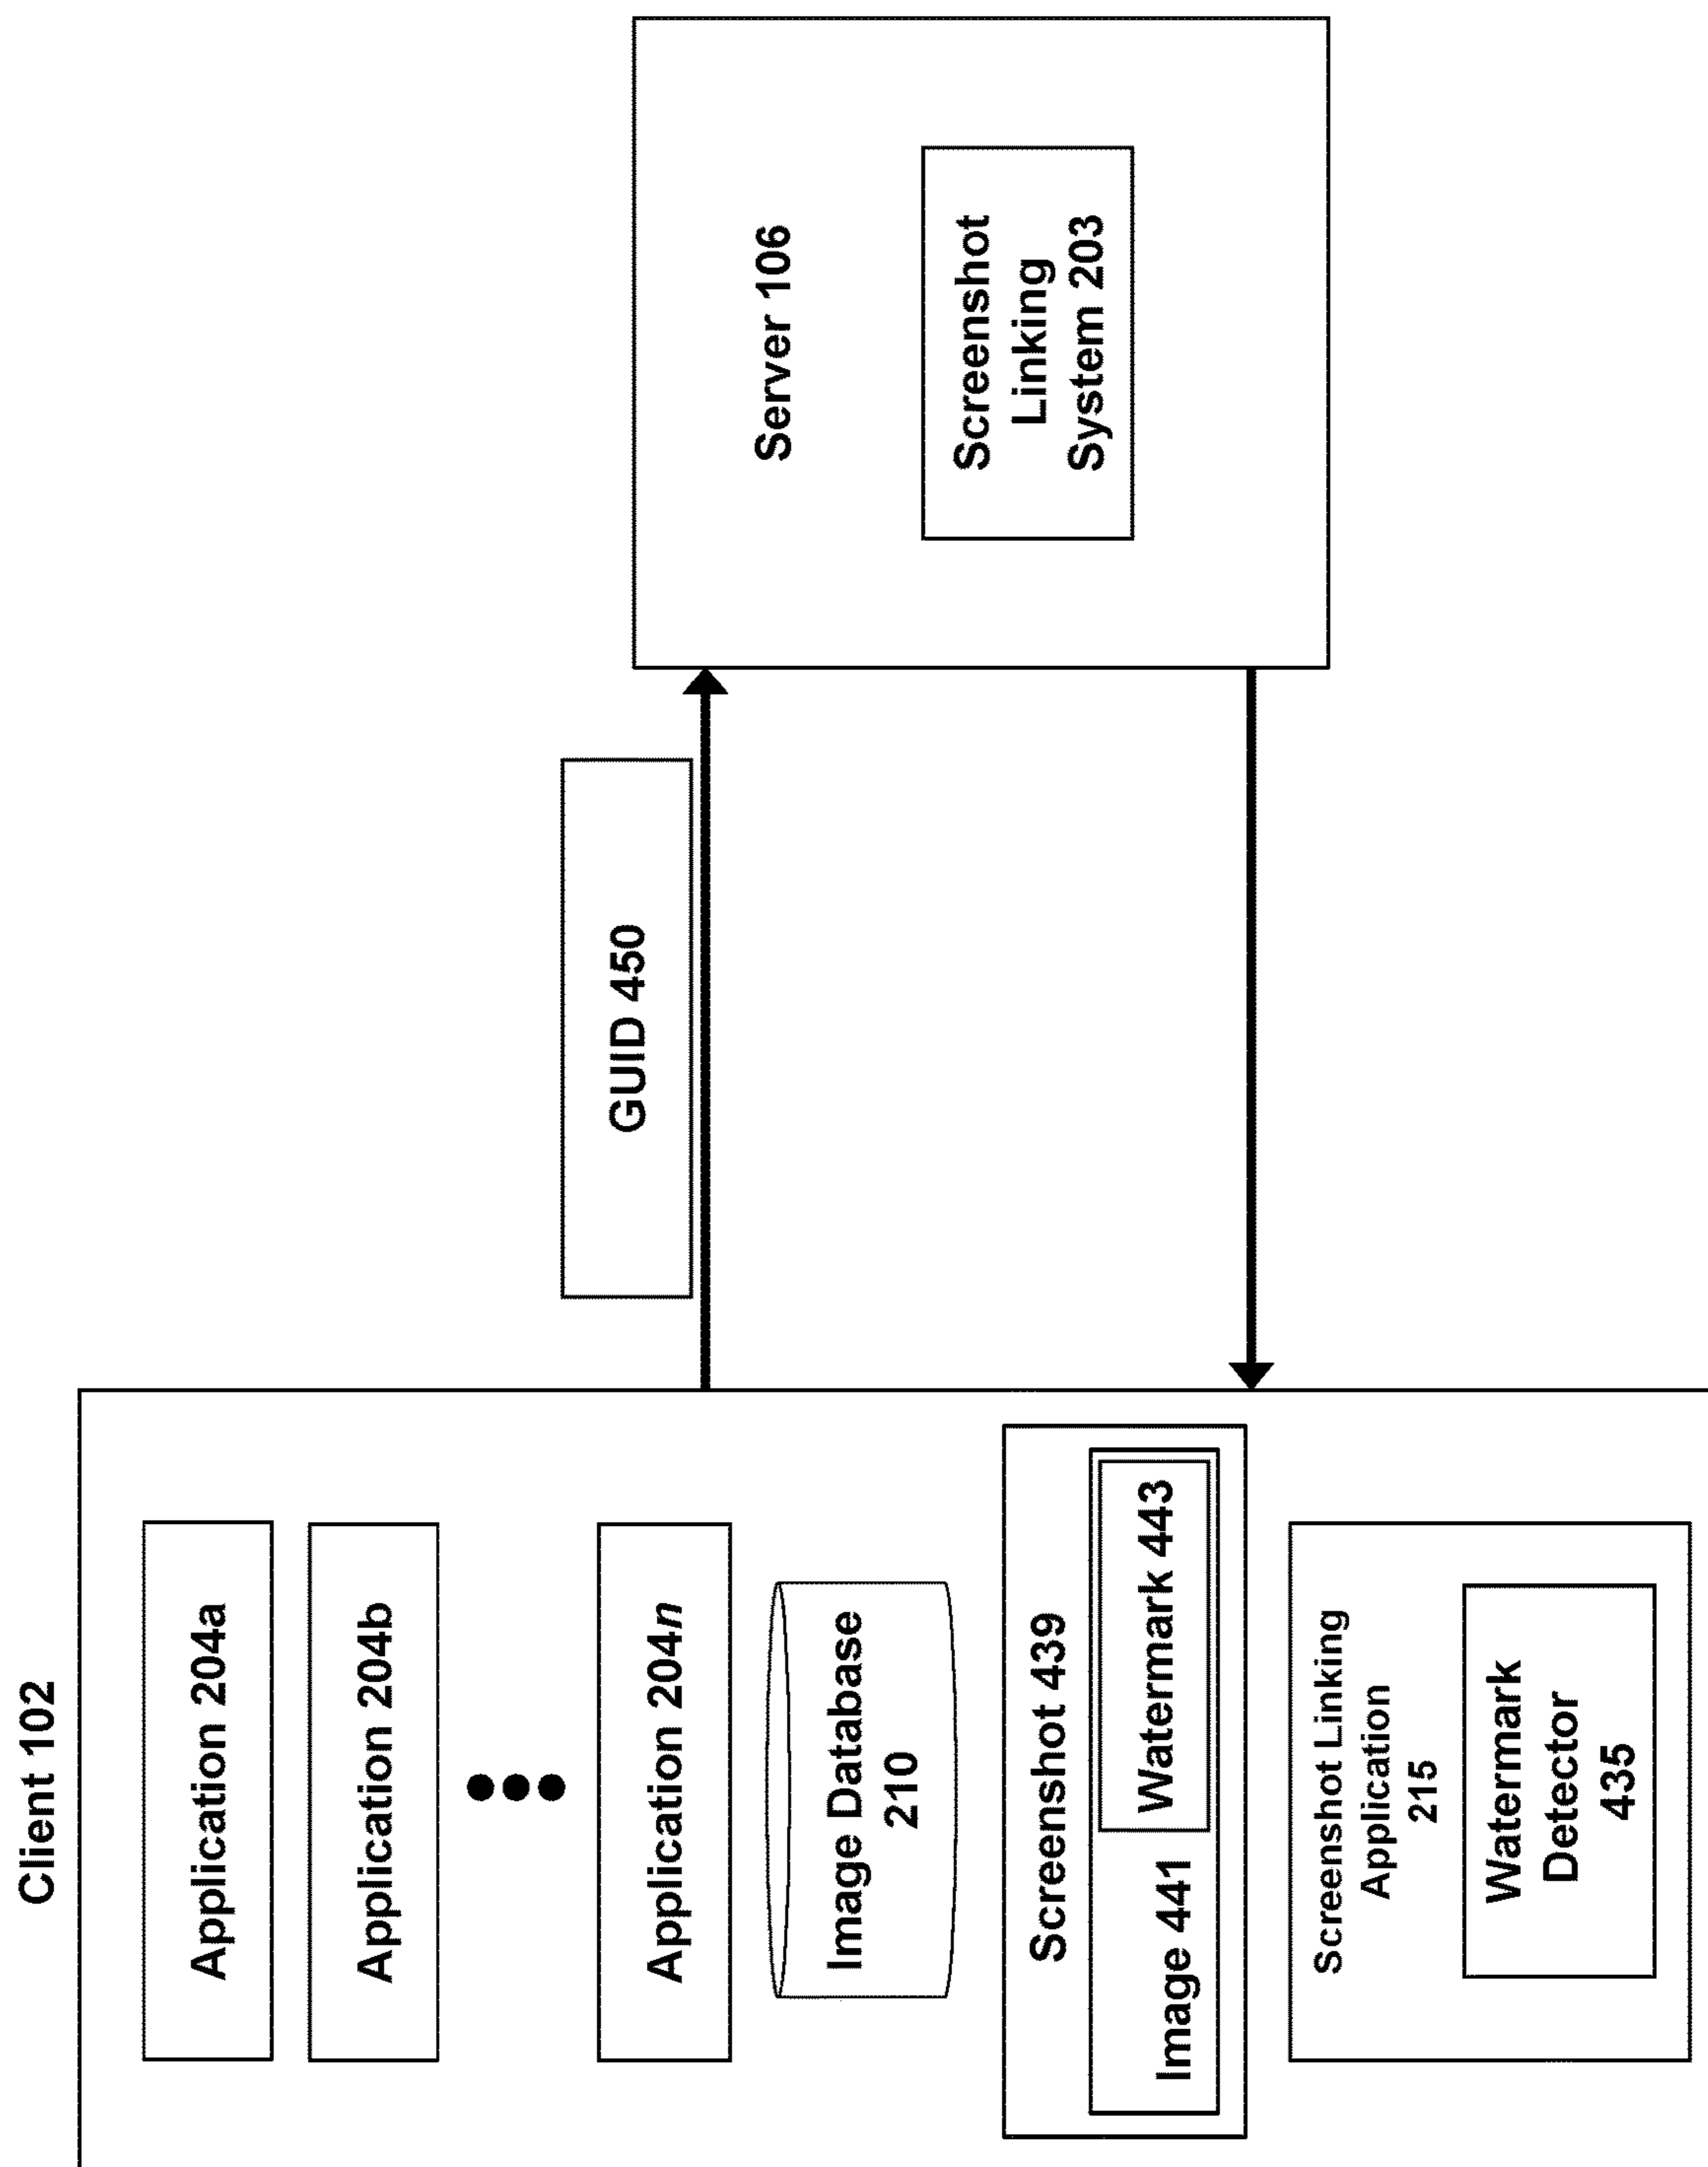 Client 102
Application 204a
Application 204b
Application 204n
Image Database
210
Screenshot 439
Image 441
Watermark 443
Screenshot Linking
Application
215
Watermark
Detector
435
GUID 450
Server 106
Screenshot
Linking
System 203